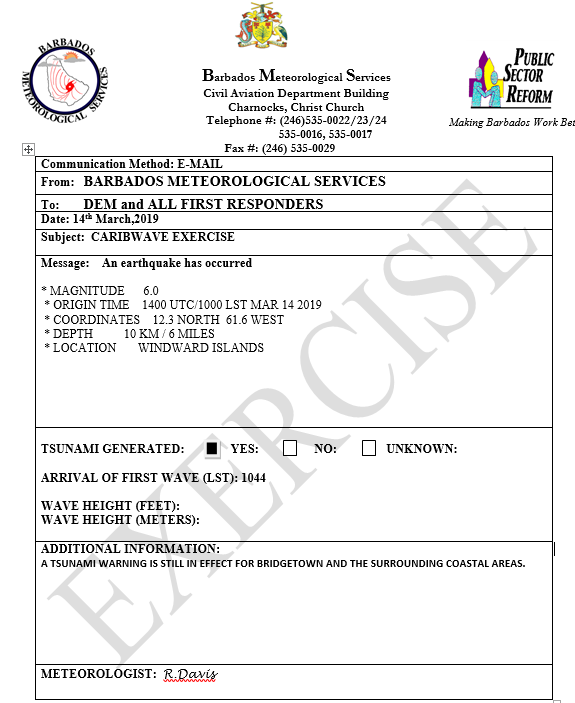 BARBADOS
METEOROLOGICAL SERVICES
PUBLIC
SECTOR
REFORM
Making Barbados Work Bet
Barbados Meteorological Services
Civil Aviation Department Building
Charnocks, Christ Church
Telephone #: (246)535-0022/23/24
535-0016, 535-0017
Fax #: (246) 535-0029
Communication Method: E-MAIL
From: BARBADOS METEOROLOGICAL SERVICES
To: DEM and ALL FIRST RESPONDERS
Date: 14th March,2019
Subject: CARIBWAVE EXERCISE
Message: An earthquake has occurred
* MAGNITUDE 6.0
* ORIGIN TIME 1400 UTC/1000 LST MAR 14 2019
* COORDINATES 12.3 NORTH 61.6 WEST
* DEPTH 10 KM / 6 MILES
* LOCATION WINDWARD ISLANDS
TSUNAMI GENERATED: YES: NO: UNKNOWN:
ARRIVAL OF FIRST WAVE (LST): 1044
WAVE HEIGHT (FEET):
WAVE HEIGHT (METERS):
ADDITIONAL INFORMATION:
A TSUNAMI WARNING IS STILL IN EFFECT FOR BRIDGETOWN AND THE SURROUNDING COASTAL AREAS.
METEOROLOGIST: R.Davis
EXERCISE